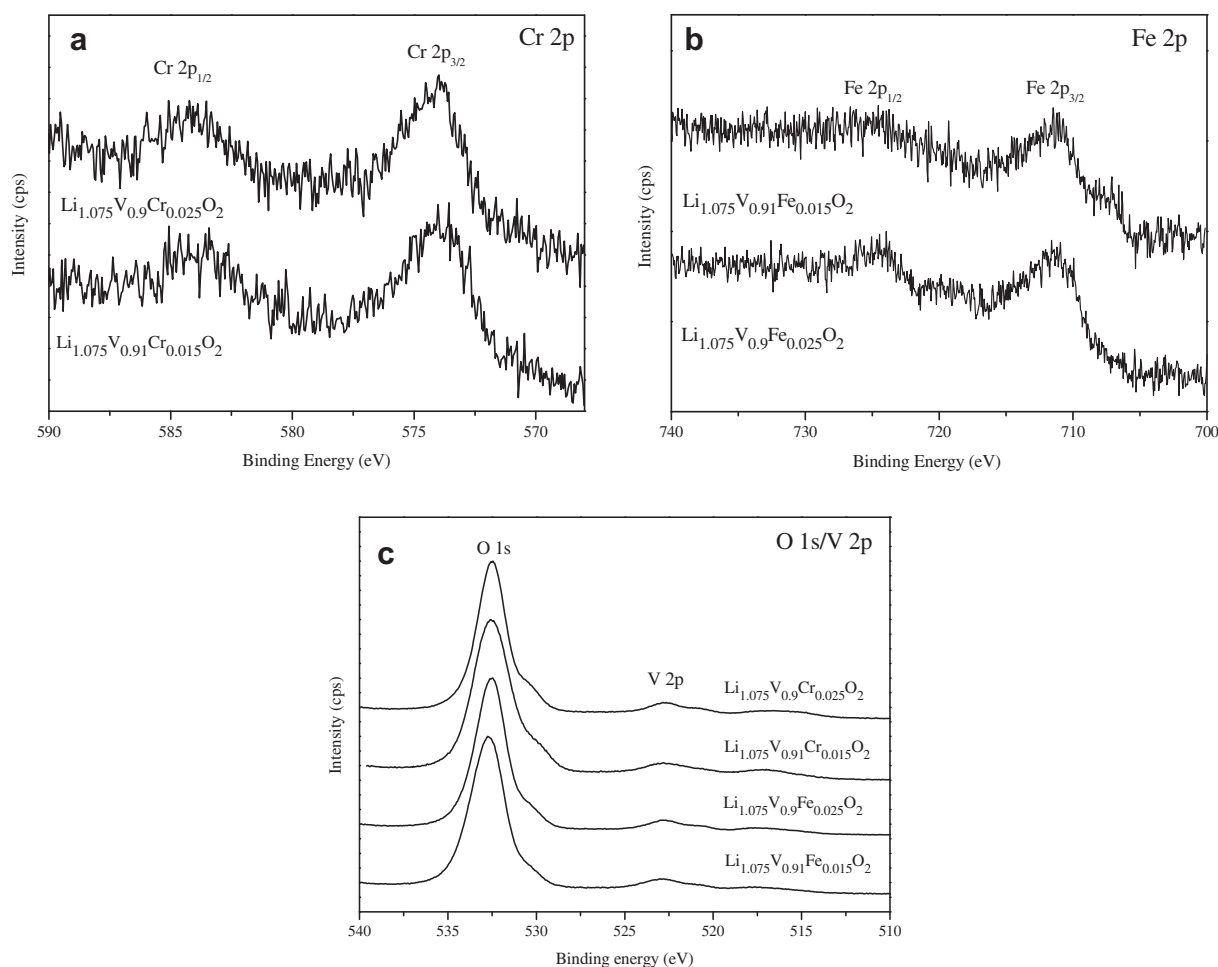 a
Cr 2p
Cr 2p3/2
Cr 2p1/2
Li1.075V0.9Cr0.025O2
Li1.075V0.91Cr0.015O2
Intensity (cps)
590 585 580 575 570
Binding Energy (eV)
b
Fe 2p
Fe 2p1/2 Fe 2p3/2
Li1.075V0.91Fe0.015O2
Li1.075V0.9Fe0.025O2
Intensity (cps)
740 730 720 710 700
Binding Energy (eV)
c
O 1s/V 2p
O 1s
V 2p
Li1.075V0.9Cr0.025O2
Li1.075V0.91Cr0.015O2
Li1.075V0.9Fe0.025O2
Li1.075V0.91Fe0.015O2
Intensity (cps)
540 535 530 525 520 515 510
Binding energy (eV)